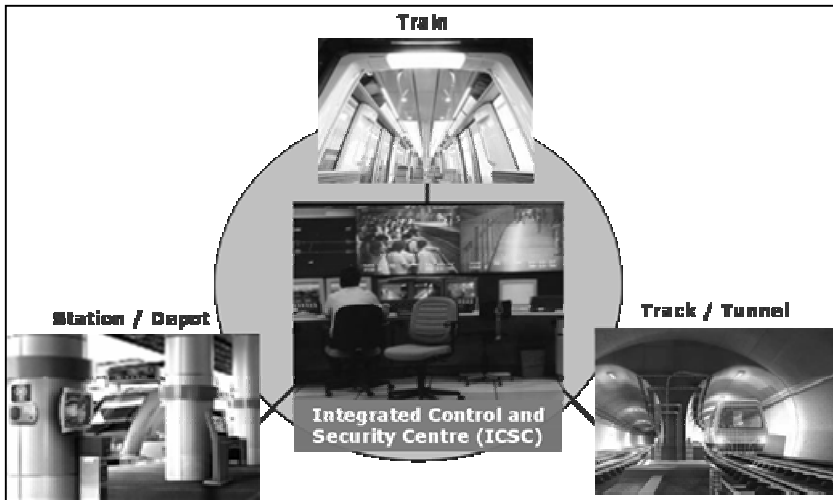 Train
Station / Depot
Track / Tunnel
Integrated Control and
Security Centre (ICSC)